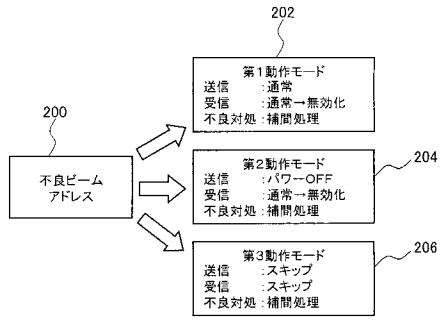 202
第1動作モード
送信 :通常
受信 :通常→無効化
不良対処:補間処理
200
不良ビーム
アドレス
204
第2動作モード
送信 :パワーOFF
受信 :通常→無効化
不良対処:補間処理
206
第3動作モード
送信 :スキップ
受信 :スキップ
不良対処:補間処理